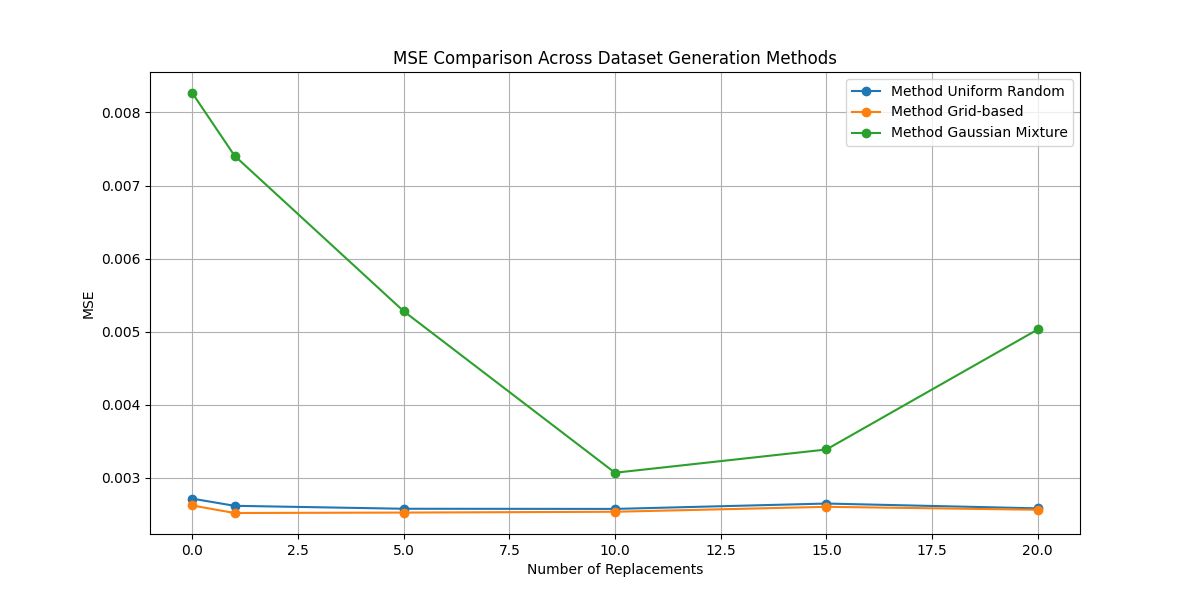 MSE Comparison Across Dataset Generation Methods
Method Uniform Random
Method Grid-based
Method Gaussian Mixture
0.008
0.007
0.006
0.005
0.004
0.003
MSE
0.0 2.5 5.0 7.5 10.0 12.5 15.0 17.5 20.0
Number of Replacements